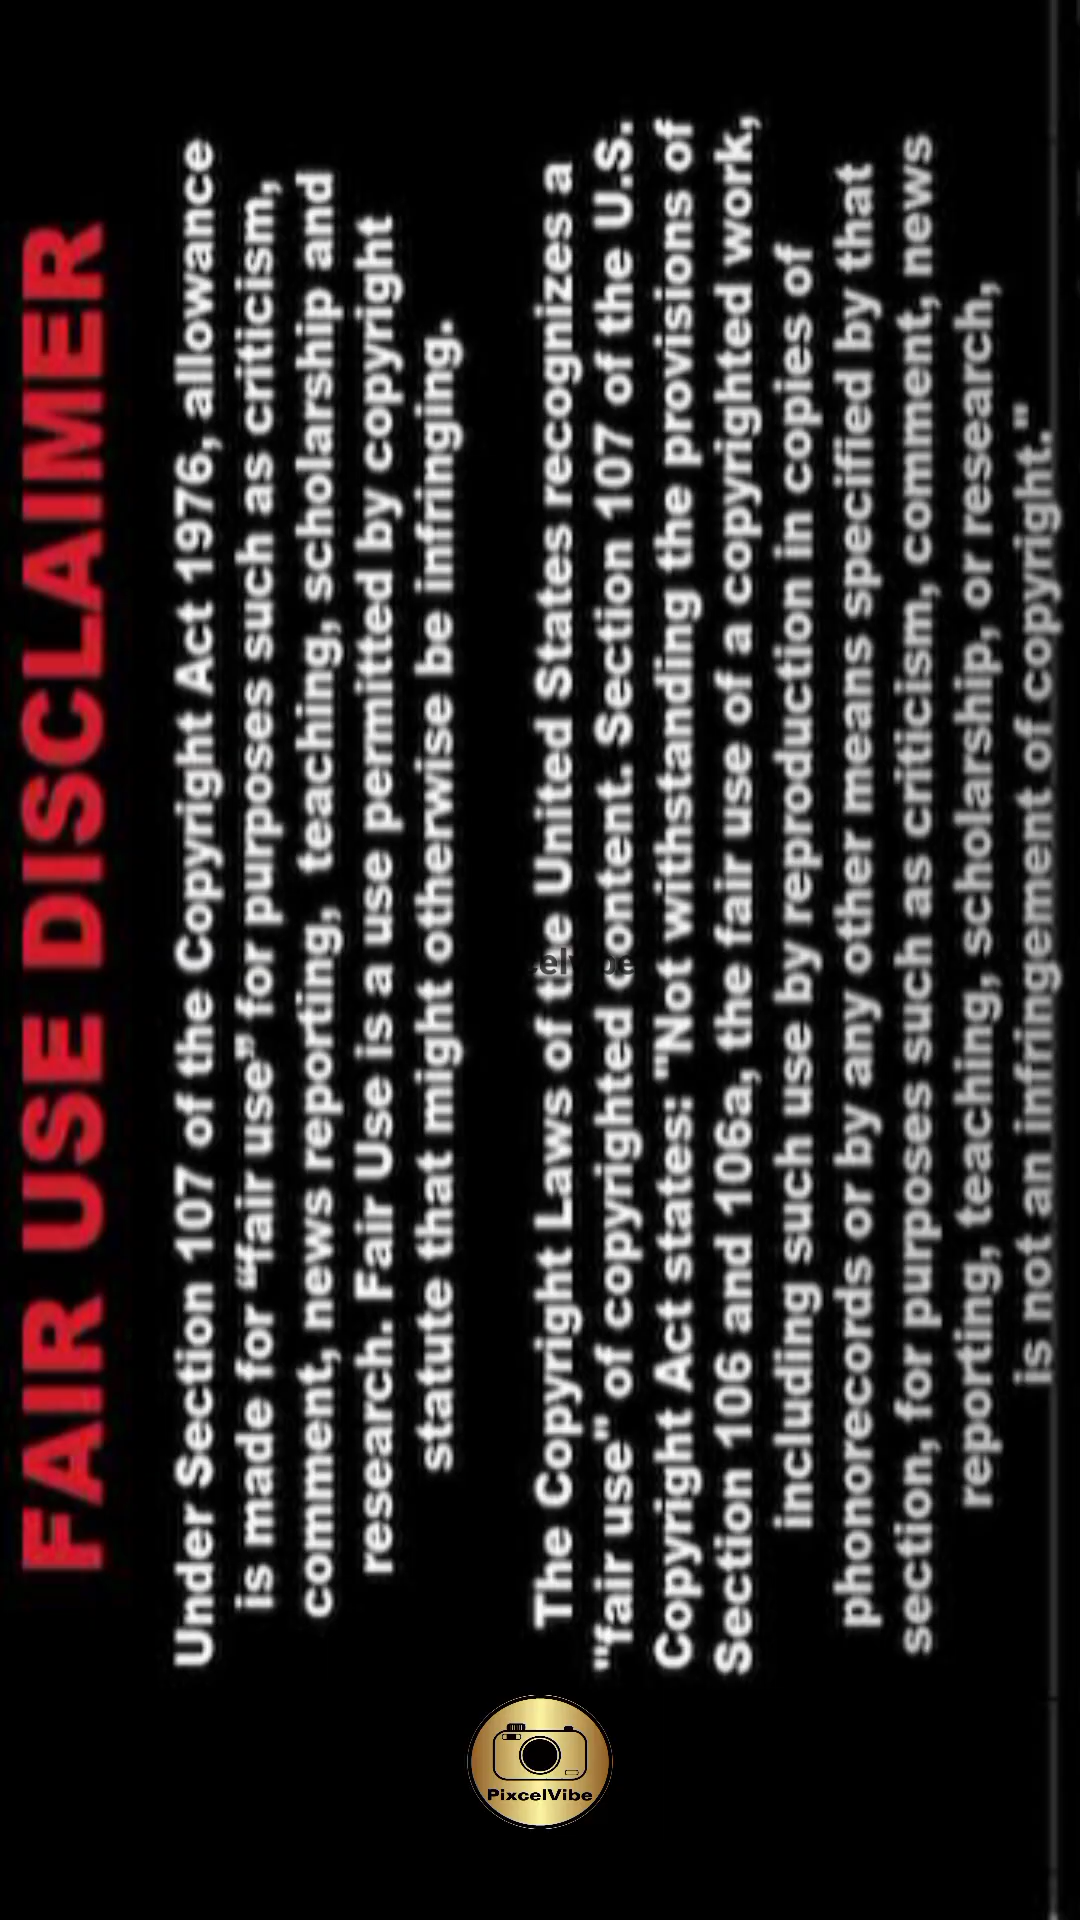 FAIR USE DISCLAIMER
Under Section 107 of the Copyright Act 1976, allowance
is made for “fair use” for purposes such as criticism,
comment, news reporting, teaching, scholarship and
research. Fair Use is a use permitted by copyright
statute that might otherwise be infringing.
The Copyright Laws of the United States recognizes a
"fair use" of copyrighted content. Section 107 of the U.S.
Copyright Act states: "Not withstanding the provisions of
Section 106 and 106a, the fair use of a copyrighted work,
including such use by reproduction in copies of
phonorecords or by any other means specified by that
section, for purposes such as criticism, comment, news
reporting, teaching, scholarship, or research,
is not an infringement of copyright."
PixcelVibe